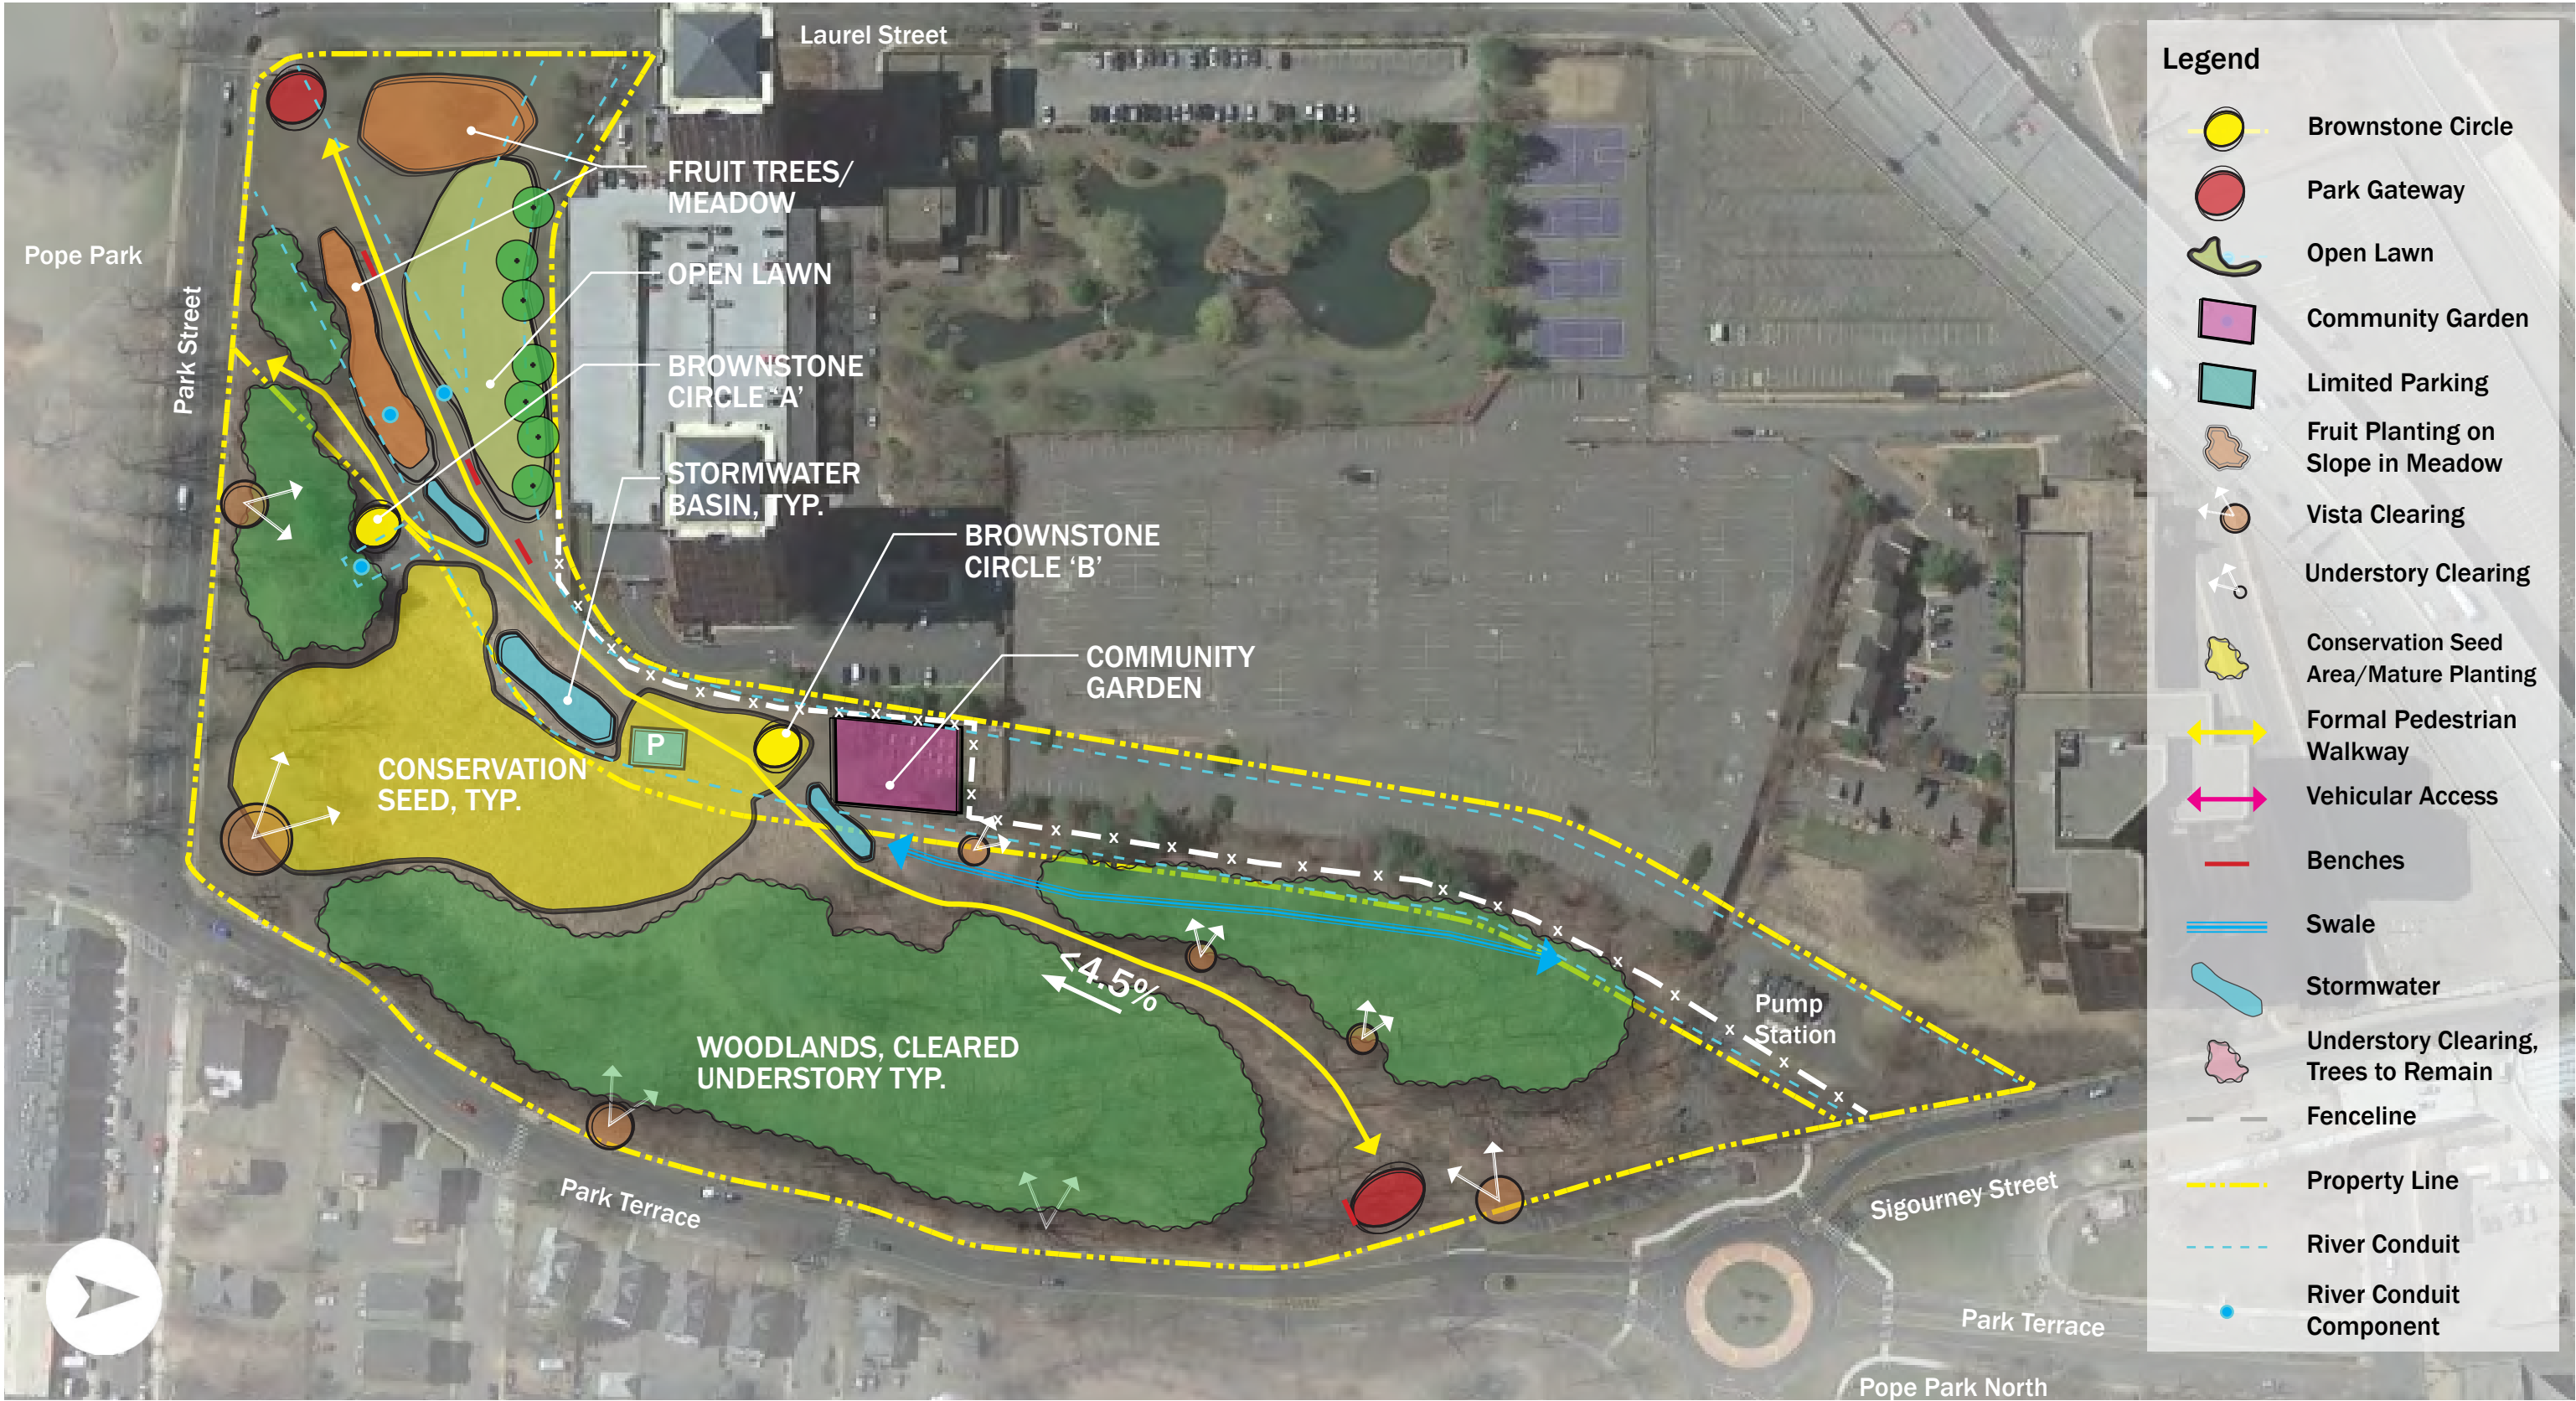 Laurel Street
Pope Park
Park Street
FRUIT TREES/
MEADOW
OPEN LAWN
BROWNSTONE
CIRCLE ‘A’
STORMWATER
BASIN, TYP.
BROWNSTONE
CIRCLE ‘B’
COMMUNITY
GARDEN
P
CONSERVATION
SEED, TYP.
<4.5%
WOODLANDS, CLEARED
UNDERSTORY TYP.
Pump
Station
Park Terrace
Sigourney Street
Park Terrace
Pope Park North
Legend
Brownstone Circle
Park Gateway
Open Lawn
Community Garden
Limited Parking
Fruit Planting on
Slope in Meadow
Vista Clearing
Understory Clearing
Conservation Seed
Area/Mature Planting
Formal Pedestrian
Walkway
Vehicular Access
Benches
Swale
Stormwater
Understory Clearing,
Trees to Remain
Fenceline
Property Line
River Conduit
River Conduit
Component